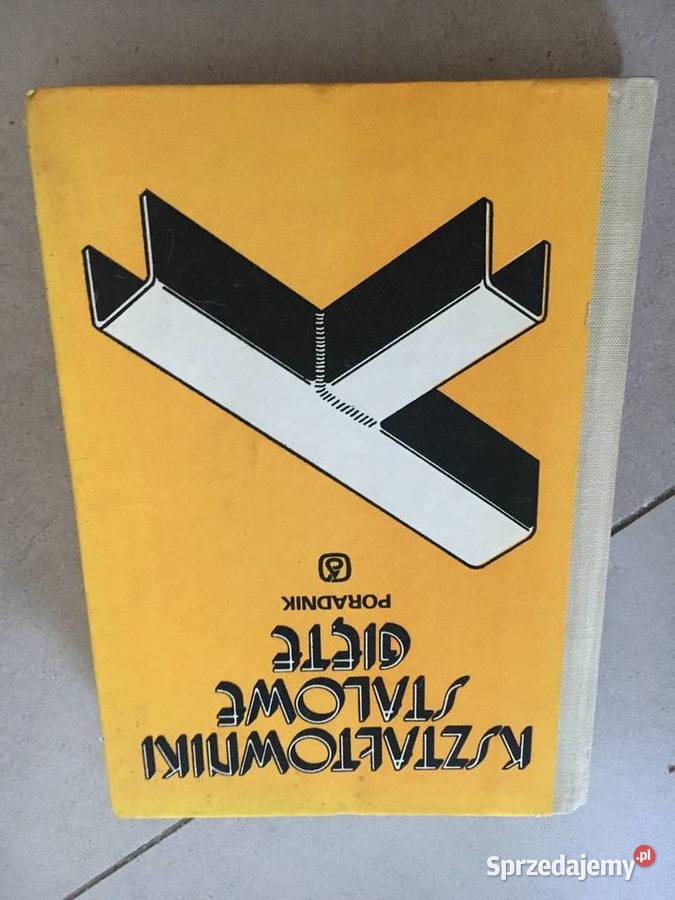 KSZTAŁTOWNIKI
STALOWE
GIĘTE
PORADNIK
Sprzedajemy.pl